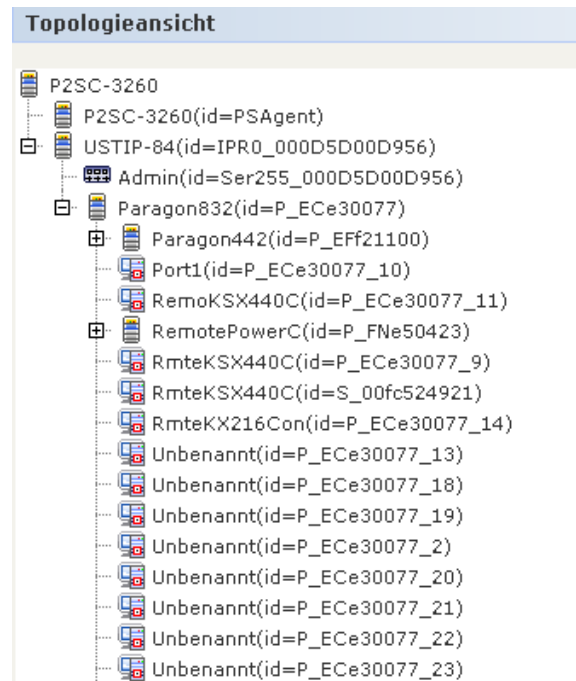 Topologieansicht
P2SC-3260
P2SC-3260(id=PSAgent)
USTIP-84(id=IPR0_000D5D00D956)
Admin(id=Ser255_000D5D00D956)
Paragon832(id=P_ECe30077)
Paragon442(id=P_EFf21100)
Port1(id=P_ECe30077_10)
RemoKSX440C(id=P_ECe30077_11)
RemotePowerC(id=P_FNe50423)
RmteKSX440C(id=P_ECe30077_9)
RmteKSX440C(id=S_00fc524921)
RmteKX216Con(id=P_ECe30077_14)
Unbenannt(id=P_ECe30077_13)
Unbenannt(id=P_ECe30077_18)
Unbenannt(id=P_ECe30077_19)
Unbenannt(id=P_ECe30077_2)
Unbenannt(id=P_ECe30077_20)
Unbenannt(id=P_ECe30077_21)
Unbenannt(id=P_ECe30077_22)
Unbenannt(id=P_ECe30077_23)